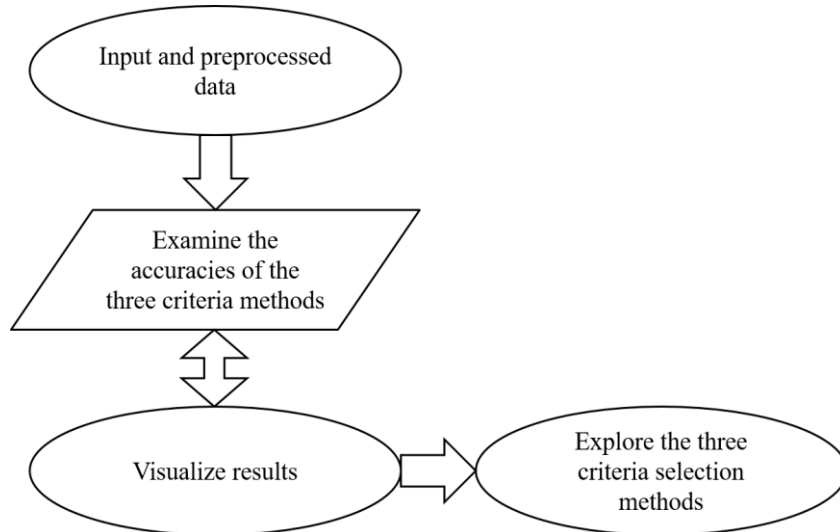 Input and preprocessed
data
Examine the
accuracies of the
three criteria methods
Visualize results
Explore the three
criteria selection
methods